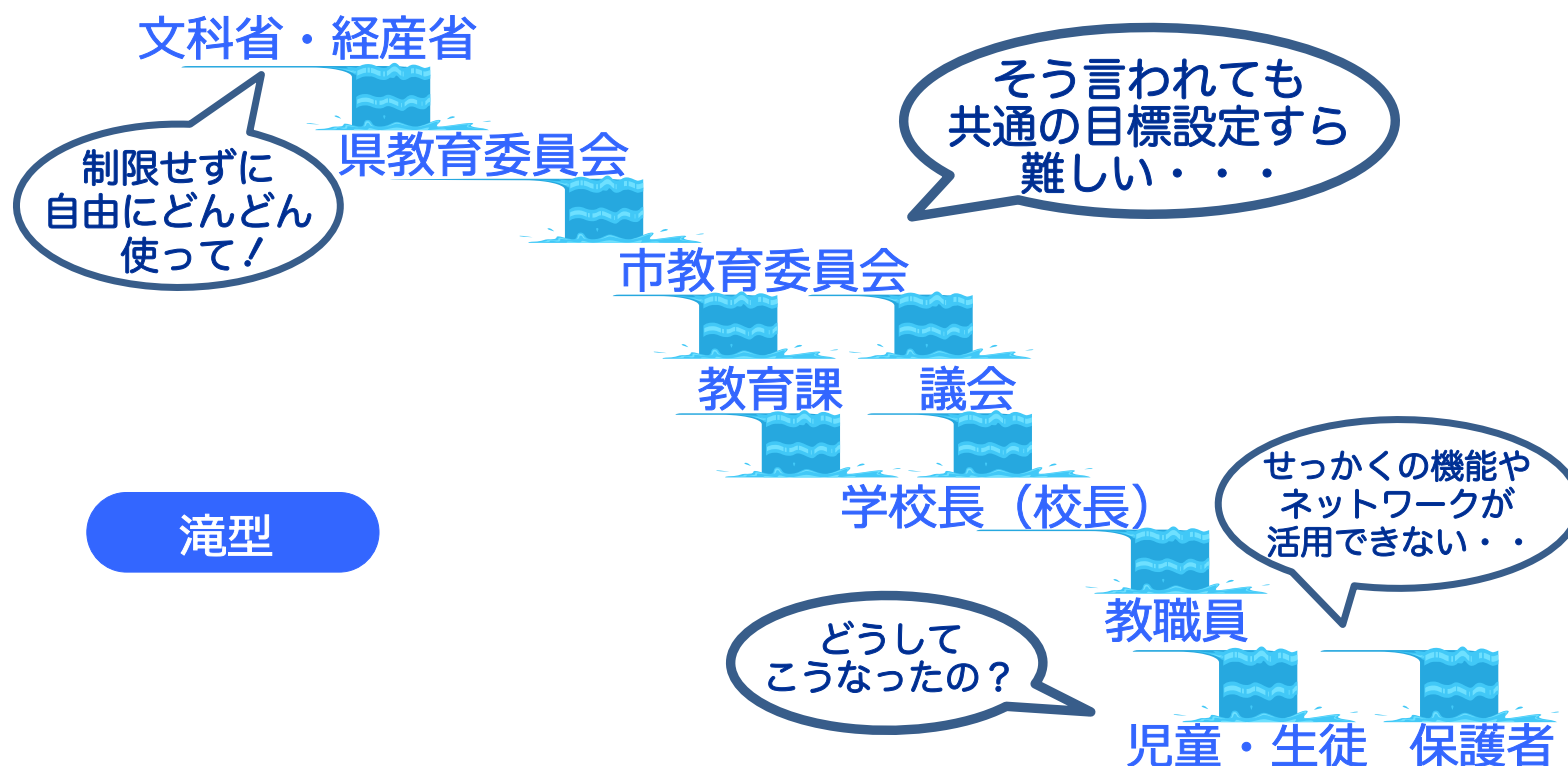 文科省・経産省
制限せずに
自由にどんどん
使って！
県教育委員会
そう言われても
共通の目標設定すら
難しい・・・
市教育委員会
教育課
議会
学校長（校長）
せっかくの機能や
ネットワークが
活用できない・・
滝型
教職員
どうして
こうなったの？
児童・生徒
保護者